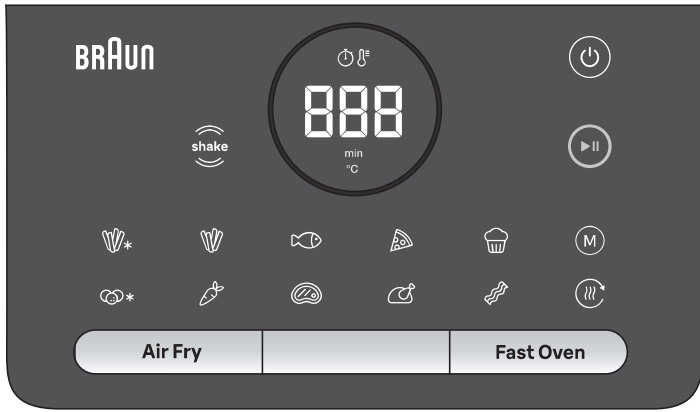 BRAUN
888
shake
min
°C
M
Air Fry
Fast Oven